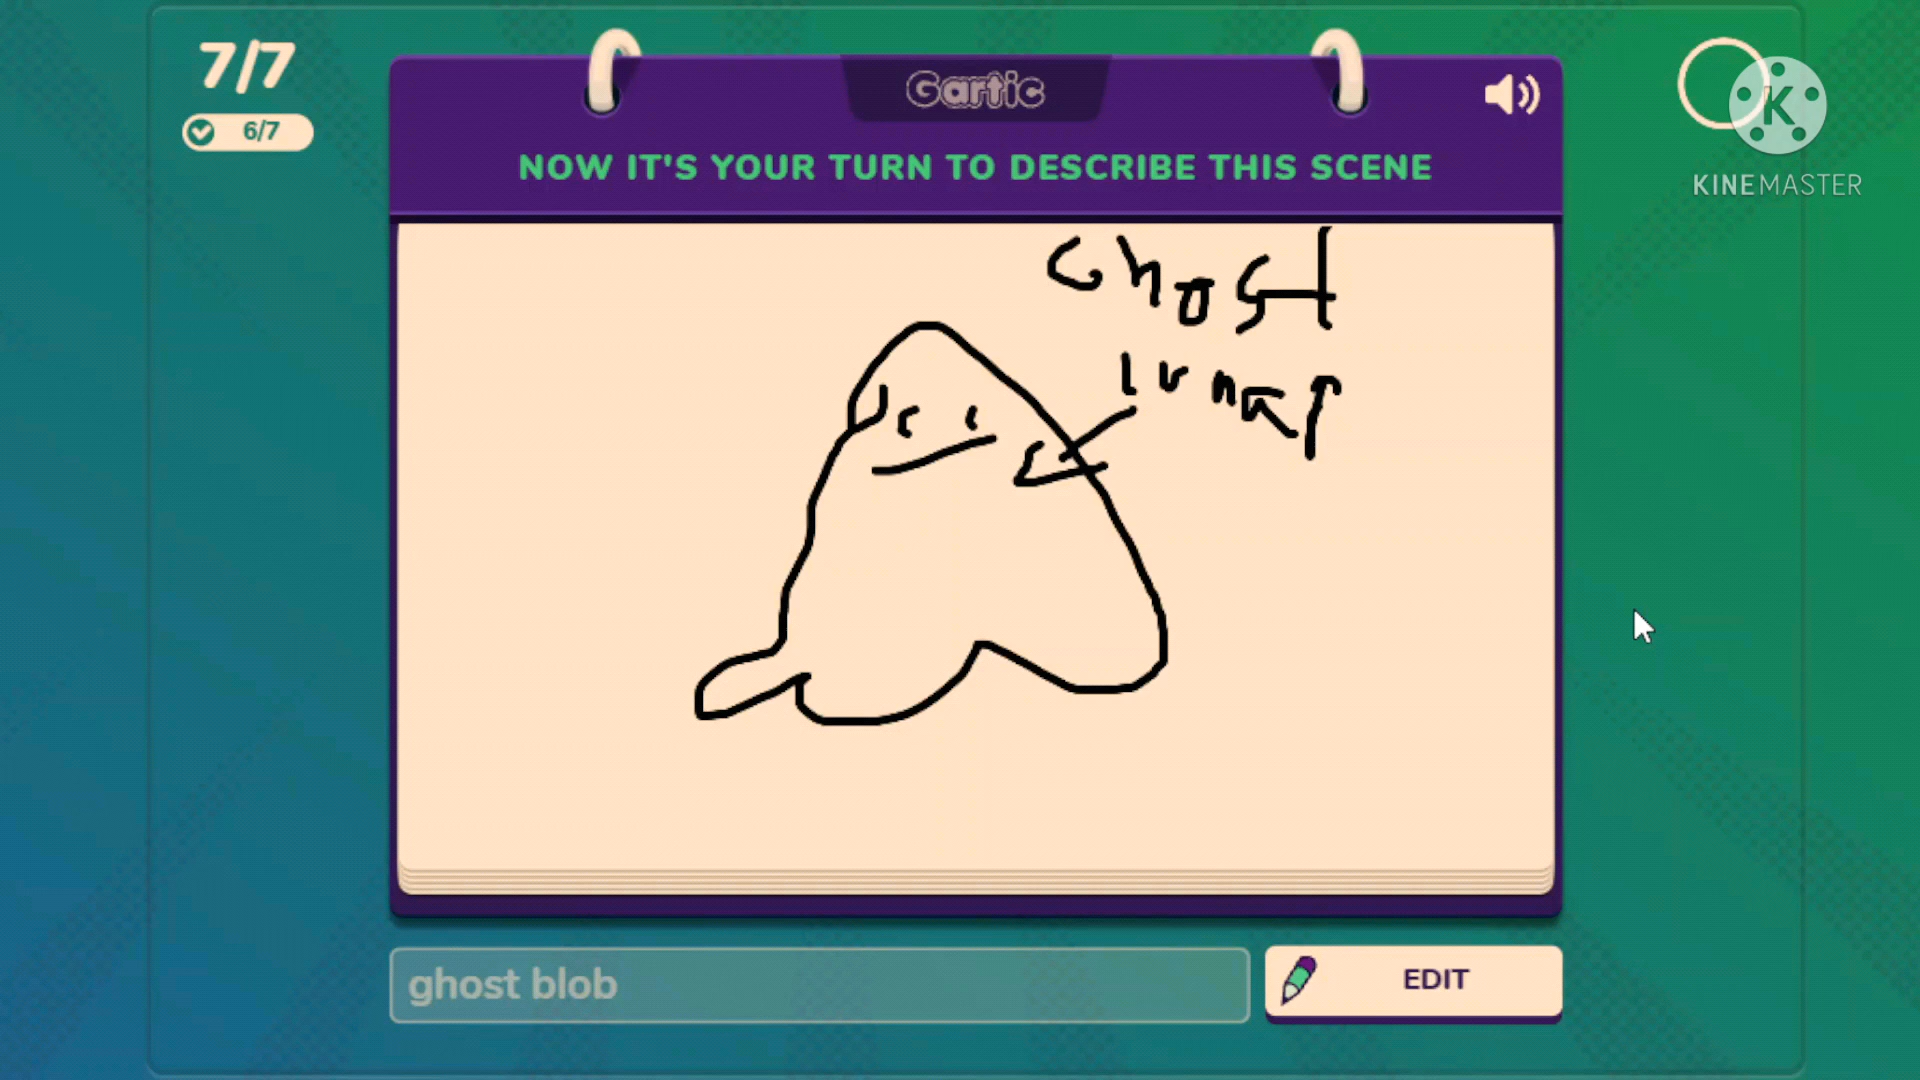 7/7
6/7
Gartic
NOW IT'S YOUR TURN TO DESCRIBE THIS SCENE
K
KINEMASTER
Ghost
ghost blob
EDIT